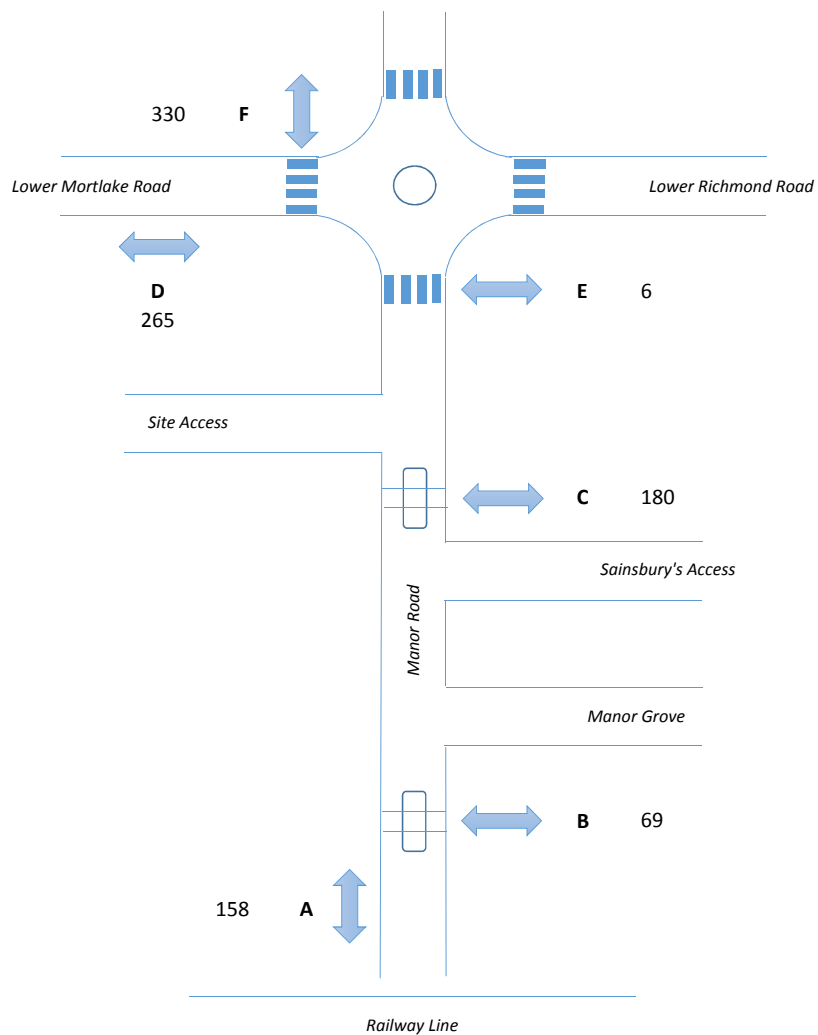 330 F
Lower Mortlake Road
Lower Richmond Road
D
265
E 6
Site Access
C 180
Sainsbury's Access
Manor Road
Manor Grove
B 69
158 A
Railway Line